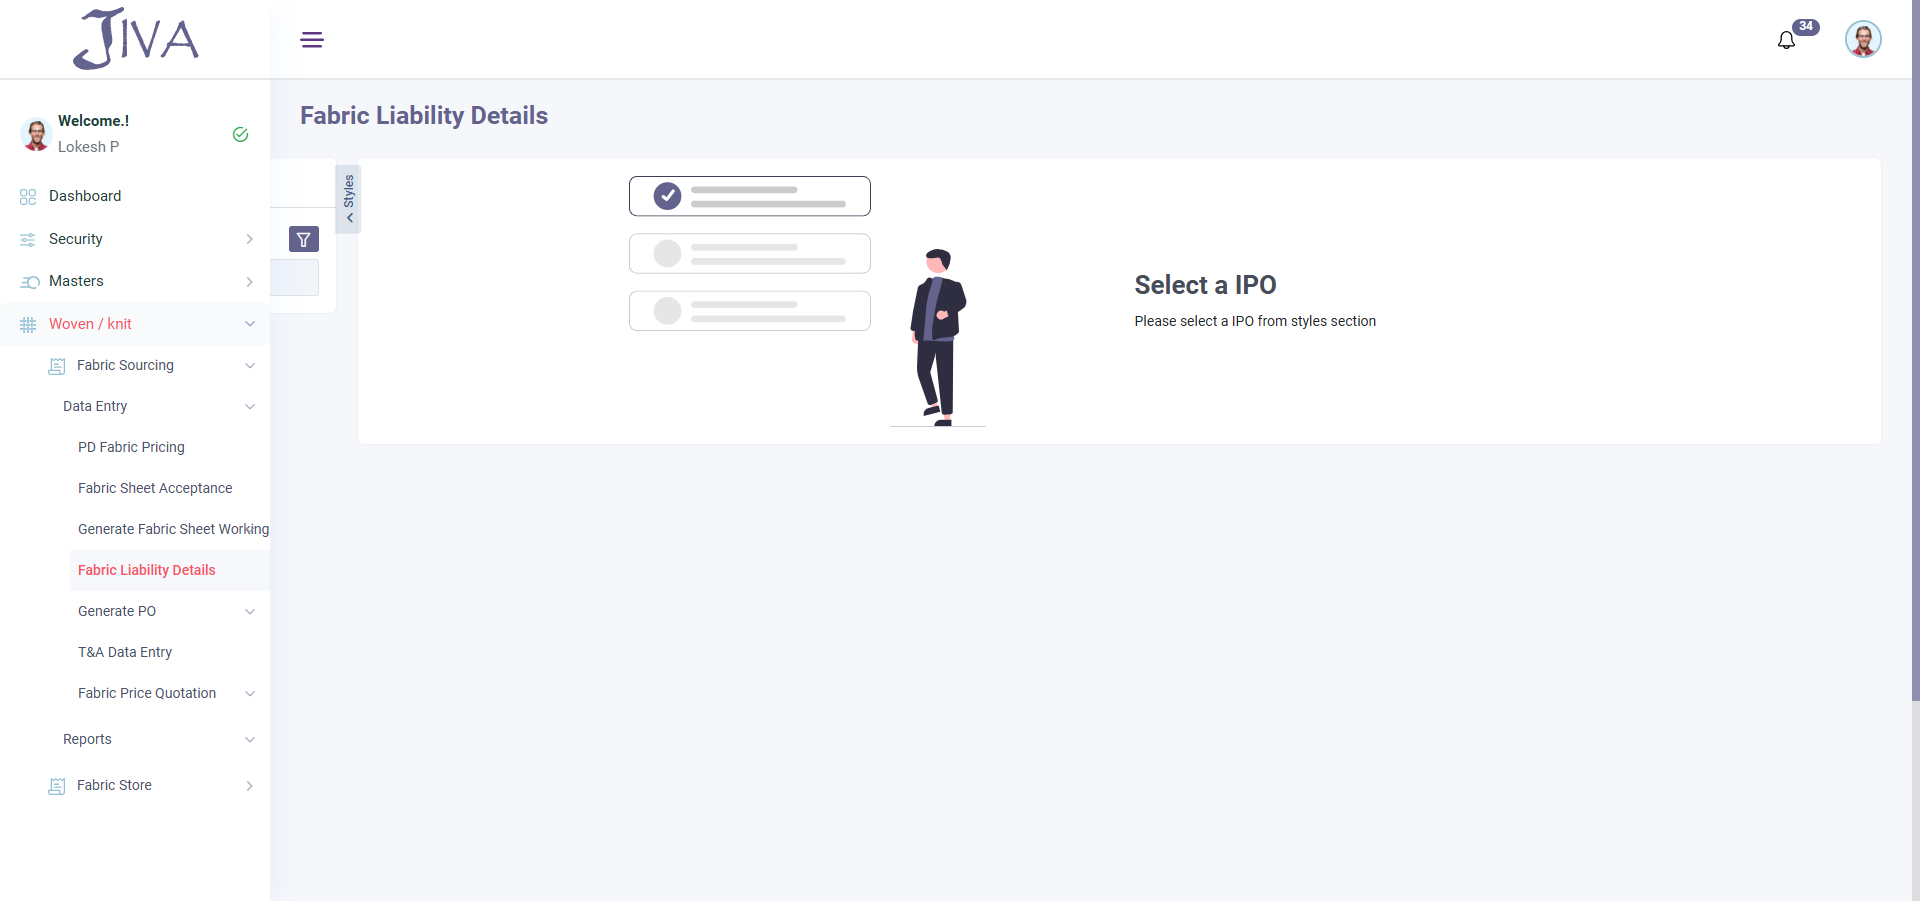 JIVA
34
Welcome.!
Lokesh P
Dashboard
Security
Masters
Woven / knit
Fabric Sourcing
Data Entry
PD Fabric Pricing
Fabric Sheet Acceptance
Generate Fabric Sheet Working
Fabric Liability Details
Generate PO
T&A Data Entry
Fabric Price Quotation
Reports
Fabric Store
Fabric Liability Details
Styles
Select a IPO
Please select a IPO from styles section